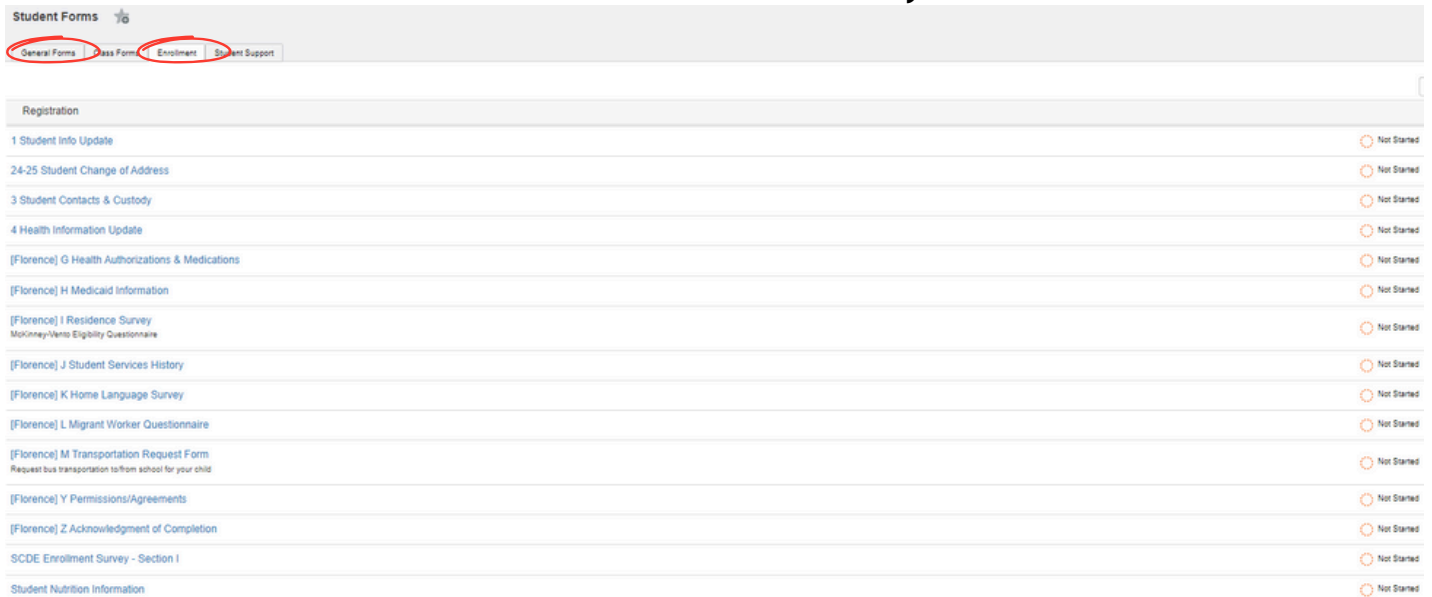 Student Forms
General Forms Class Forms Enrollment Student Support
Registration
1 Student Info Update Not Started
24-25 Student Change of Address Not Started
3 Student Contacts & Custody Not Started
4 Health Information Update Not Started
[Florence] G Health Authorizations & Medications Not Started
[Florence] H Medicaid Information Not Started
[Florence] I Residence Survey Not Started
McKinney-Vento Eligibility Questionnaire
[Florence] J Student Services History Not Started
[Florence] K Home Language Survey Not Started
[Florence] L Migrant Worker Questionnaire Not Started
[Florence] M Transportation Request Form Not Started
Request bus transportation to/from school for your child
[Florence] Y Permissions/Agreements Not Started
[Florence] Z Acknowledgment of Completion Not Started
SCDE Enrollment Survey - Section I Not Started
Student Nutrition Information Not Started